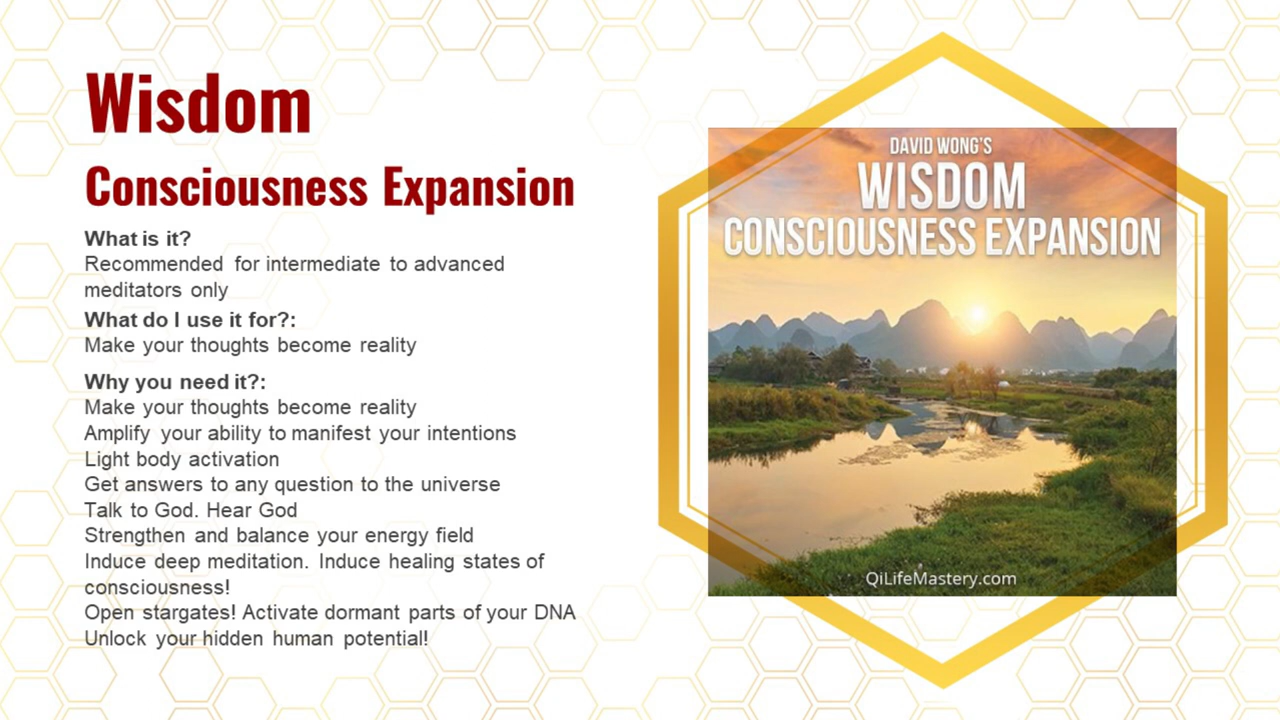 Wisdom
Consciousness Expansion
What is it?
Recommended for intermediate to advanced
meditators only
What do I use it for?:
Make your thoughts become reality
Why you need it?:
Make your thoughts become reality
Amplify your ability to manifest your intentions
Light body activation
Get answers to any question to the universe
Talk to God. Hear God
Strengthen and balance your energy field
Induce deep meditation. Induce healing states of
consciousness!
Open stargates! Activate dormant parts of your DNA
Unlock your hidden human potential!
DAVID WONG'S
WISDOM
CONSCIOUSNESS EXPANSION
QiLifeMastery.com